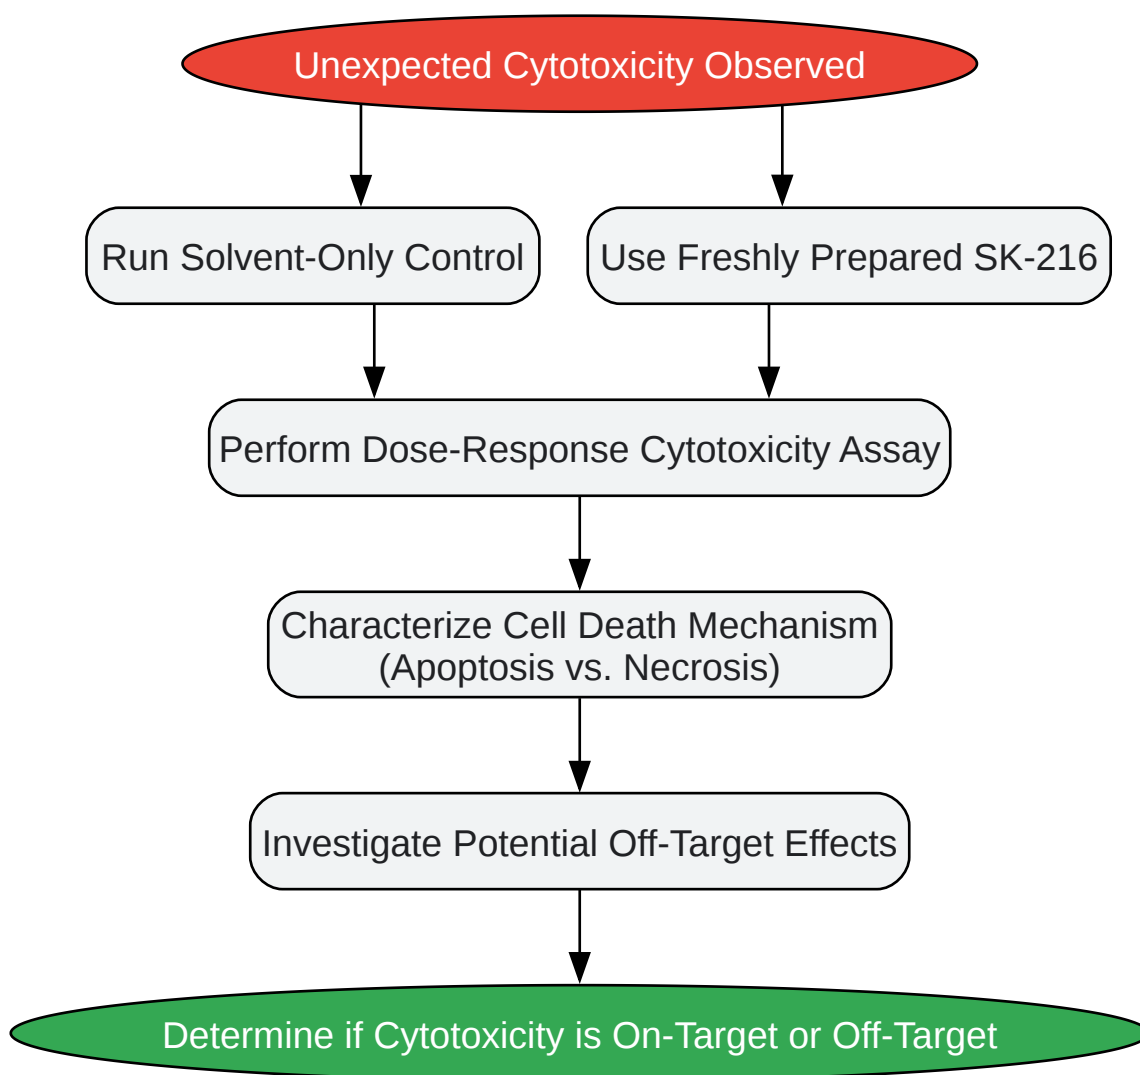 Unexpected Cytotoxicity Observed
Run Solvent-Only Control
Use Freshly Prepared SK-216
Perform Dose-Response Cytotoxicity Assay
Characterize Cell Death Mechanism
(Apoptosis vs. Necrosis)
Investigate Potential Off-Target Effects
Determine if Cytotoxicity is On-Target or Off-Target